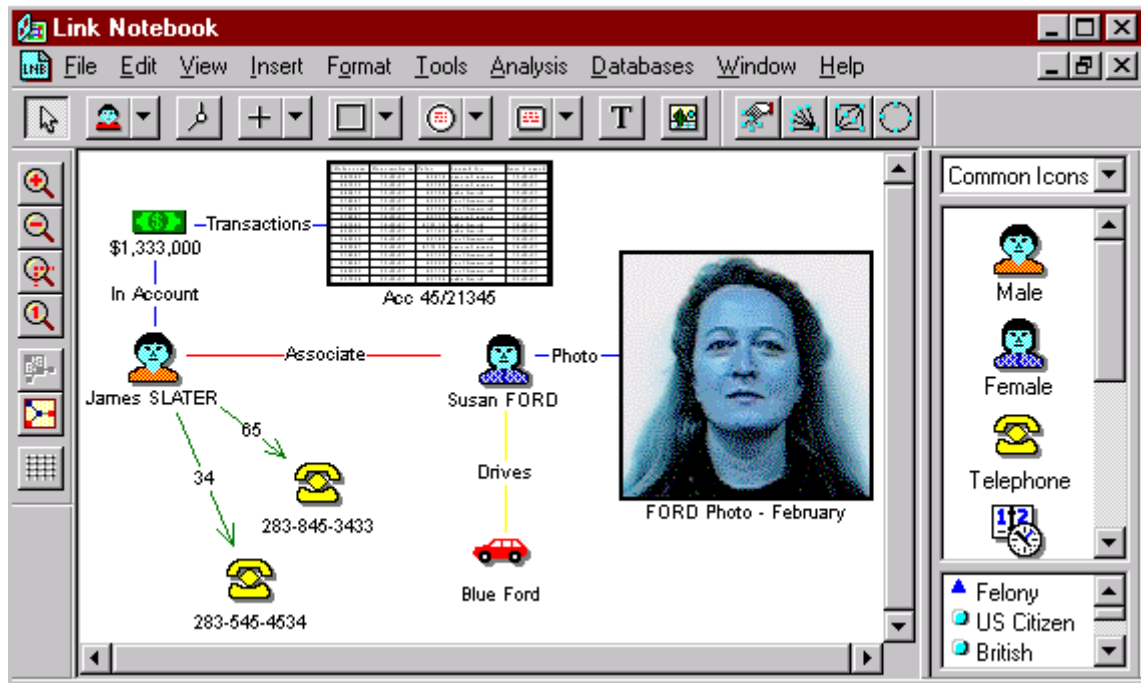 Link Notebook
File Edit View Insert Format Tools Analysis Databases Window Help
T
Common Icons
Transactions
$1,333,000
In Account
Acc 45/21345
Male
Associate
Photo
James SLATER
Susan FORD
Female
65
34
Drives
Telephone
283-845-3433
FORD Photo - February
Blue Ford
283-545-4534
Felony
US Citizen
British